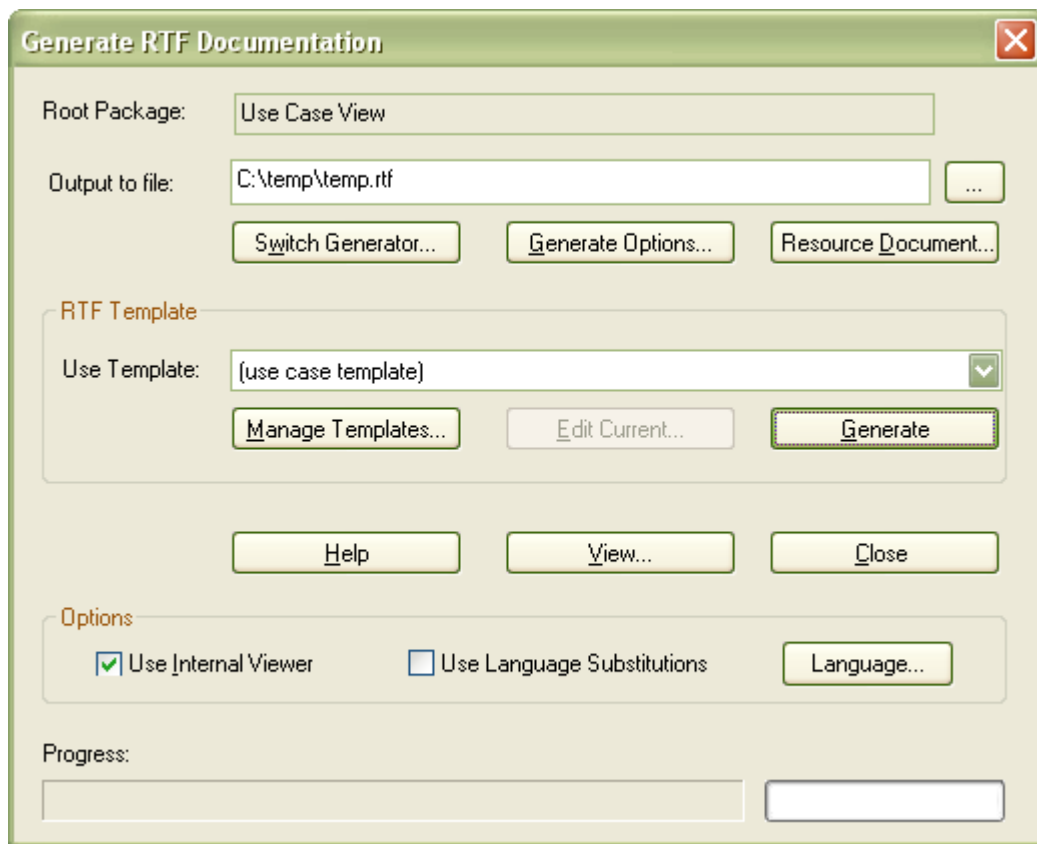 Generate RTF Documentation
Root Package: Use Case View
Output to file: C:\temp\temp.rtf ...
Switch Generator... Generate Options... Resource Document...
RTF Template
Use Template: (use case template)
Manage Templates... Edit Current... Generate
Help View... Close
Options
Use Internal Viewer Use Language Substitutions Language...
Progress: